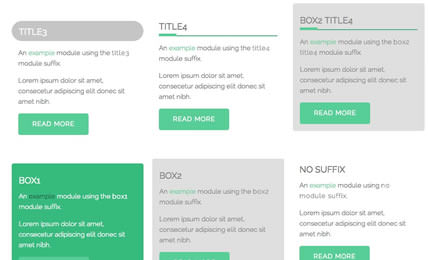 TITLE3
An example module using the title3
module suffix.
Lorem ipsum dolor sit amet,
consectetur adipiscing elit donec sit
amet nibh.
READ MORE
TITLE4
An example module using the title4
module suffix.
Lorem ipsum dolor sit amet,
consectetur adipiscing elit donec sit
amet nibh.
READ MORE
BOX2 TITLE4
An example module using the box2
title4 module suffix.
Lorem ipsum dolor sit amet,
consectetur adipiscing elit donec sit
amet nibh.
READ MORE
BOX1
An example module using the box1
module suffix.
Lorem ipsum dolor sit amet,
consectetur adipiscing elit donec sit
amet nibh.
BOX2
An example module using the box2
module suffix.
Lorem ipsum dolor sit amet,
consectetur adipiscing elit donec sit
amet nibh.
NO SUFFIX
An example module using no
module suffix.
Lorem ipsum dolor sit amet,
consectetur adipiscing elit donec sit
amet nibh.
READ MORE